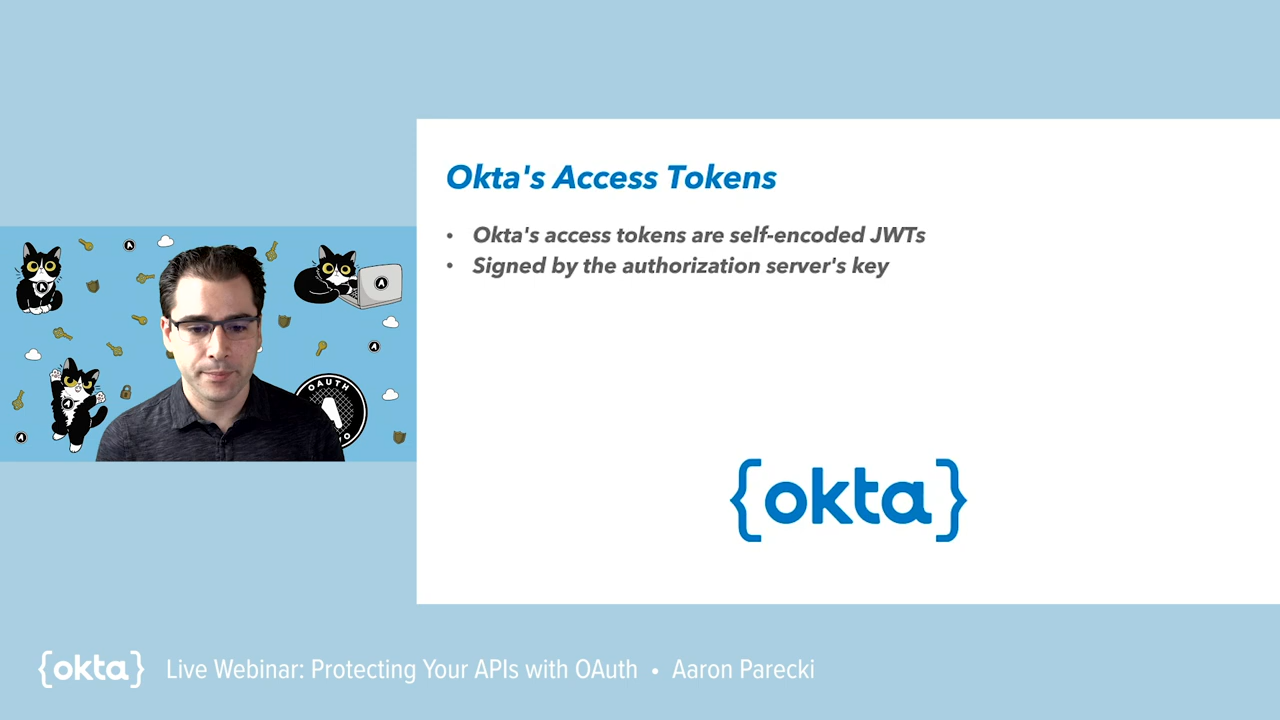 Okta's Access Tokens
• Okta's access tokens are self-encoded JWTs
• Signed by the authorization server's key
OAUTH
{okta}
{okta} Live Webinar: Protecting Your APIs with OAuth • Aaron Parecki